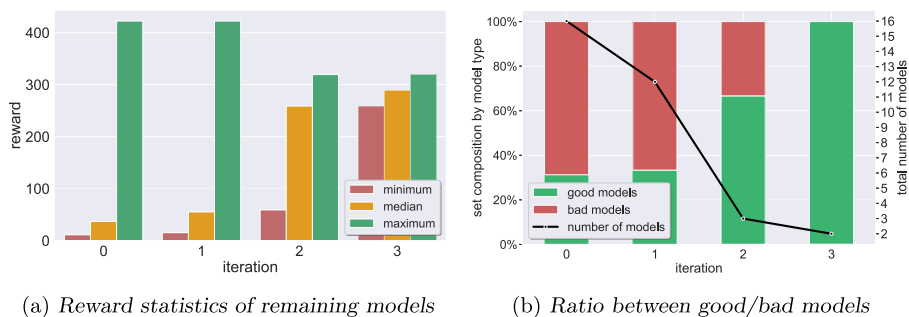 400
300
200
100
0
reward
0 1 2 3
iteration
minimum
median
maximum
(a) Reward statistics of remaining models
100%
80%
60%
40%
20%
0%
set composition by model type
16
15
14
13
12
11
10
9
8
7
6
5
4
3
2
total number of models
0 1 2 3
iteration
good models
bad models
number of models
(b) Ratio between good/bad models